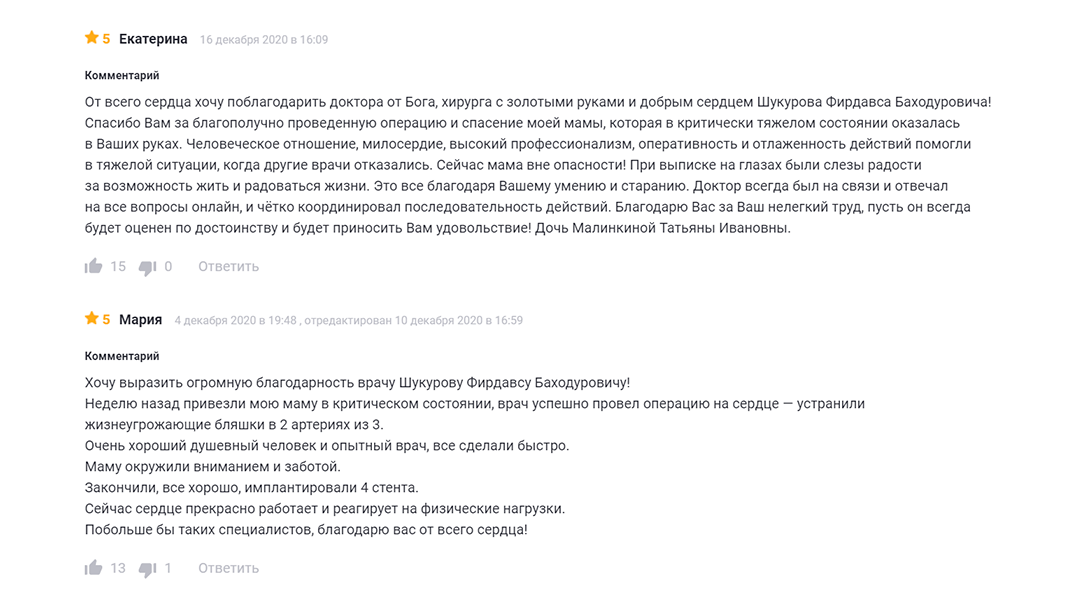 5 Екатерина 16 декабря 2020 в 16:09
Комментарий
От всего сердца хочу поблагодарить доктора от Бога, хирурга с золотыми руками и добрым сердцем Шукурова Фирдавса Баходуровича!
Спасибо Вам за благополучно проведенную операцию и спасение моей мамы, которая в критически тяжелом состоянии оказалась
в Ваших руках. Человеческое отношение, милосердие, высокий профессионализм, оперативность и отлаженность действий помогли
в тяжелой ситуации, когда другие врачи отказались. Сейчас мама вне опасности! При выписке на глазах были слезы радости
за возможность жить и радоваться жизни. Это все благодаря Вашему умению и старанию. Доктор всегда был на связи и отвечал
на все вопросы онлайн, и чётко координировал последовательность действий. Благодарю Вас за Ваш нелегкий труд, пусть он всегда
будет оценен по достоинству и будет приносить Вам удовольствие! Дочь Малинкиной Татьяны Ивановны.
15 0 Ответить
5 Мария 4 декабря 2020 в 19:48 , отредактирован 10 декабря 2020 в 16:59
Комментарий
Хочу выразить огромную благодарность врачу Шукурову Фирдавсу Баходуровичу!
Неделю назад привезли мою маму в критическом состоянии, врач успешно провел операцию на сердце — устранили
жизнеугрожающие бляшки в 2 артериях из 3.
Очень хороший душевный человек и опытный врач, все сделали быстро.
Маму окружили вниманием и заботой.
Закончили, все хорошо, имплантировали 4 стента.
Сейчас сердце прекрасно работает и реагирует на физические нагрузки.
Побольше бы таких специалистов, благодарю вас от всего сердца!
13 1 Ответить